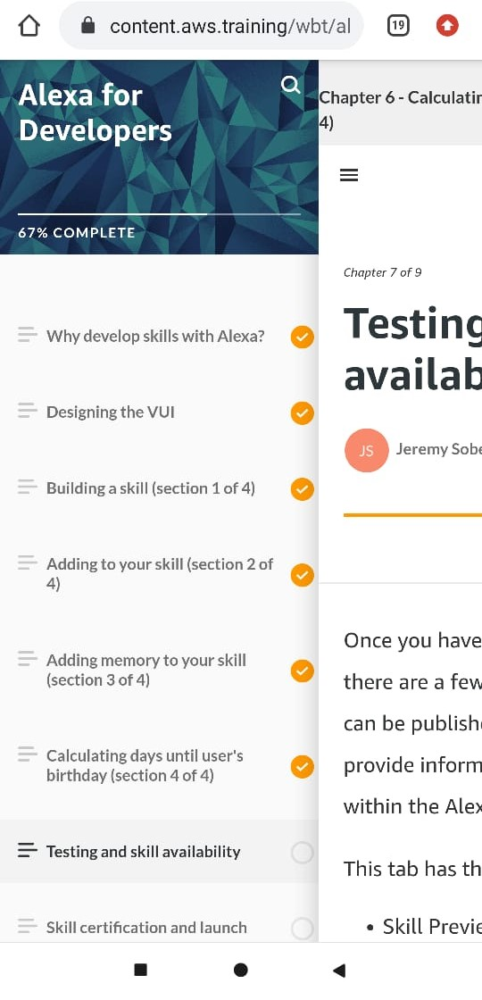 content.aws.training/wbt/al
19
Alexa for
Developers
67% COMPLETE
Why develop skills with Alexa?
Designing the VUI
Building a skill (section 1 of 4)
Adding to your skill (section 2 of
4)
Adding memory to your skill
(section 3 of 4)
Calculating days until user's
birthday (section 4 of 4)
Testing and skill availability
Skill certification and launch
Chapter 6 - Calculatin
4)
Chapter 7 of 9
Testing
availab
JS
Jeremy Sobe
Once you have
there are a few
can be publishe
provide inform
within the Alex
This tab has th
• Skill Previe